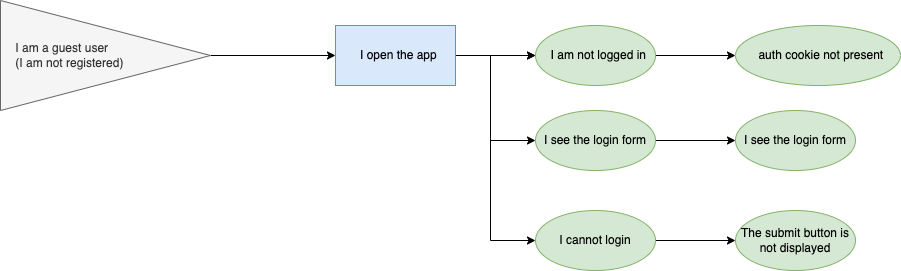 I am a guest user
(I am not registered)
I open the app
I am not logged in
auth cookie not present
I see the login form
I see the login form
I cannot login
The submit button is
not displayed